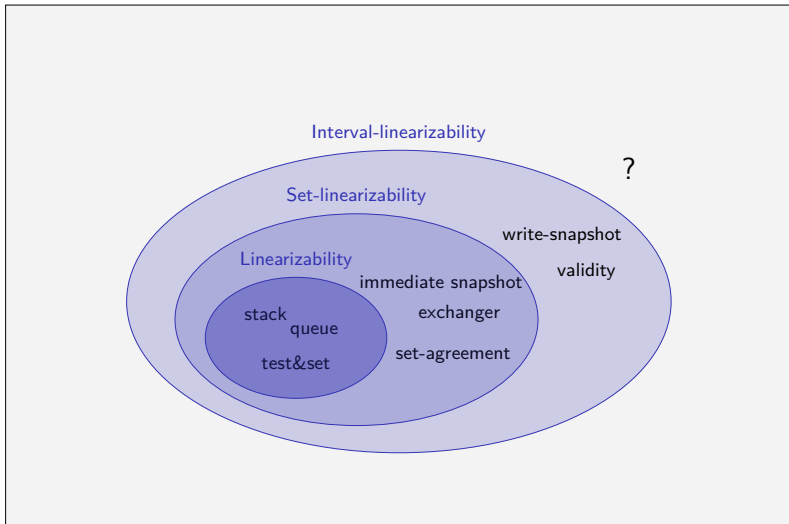 Interval-linearizability
?
Set-linearizability
write-snapshot
Linearizability
validity
immediate snapshot
stack
exchanger
queue
set-agreement
test&set